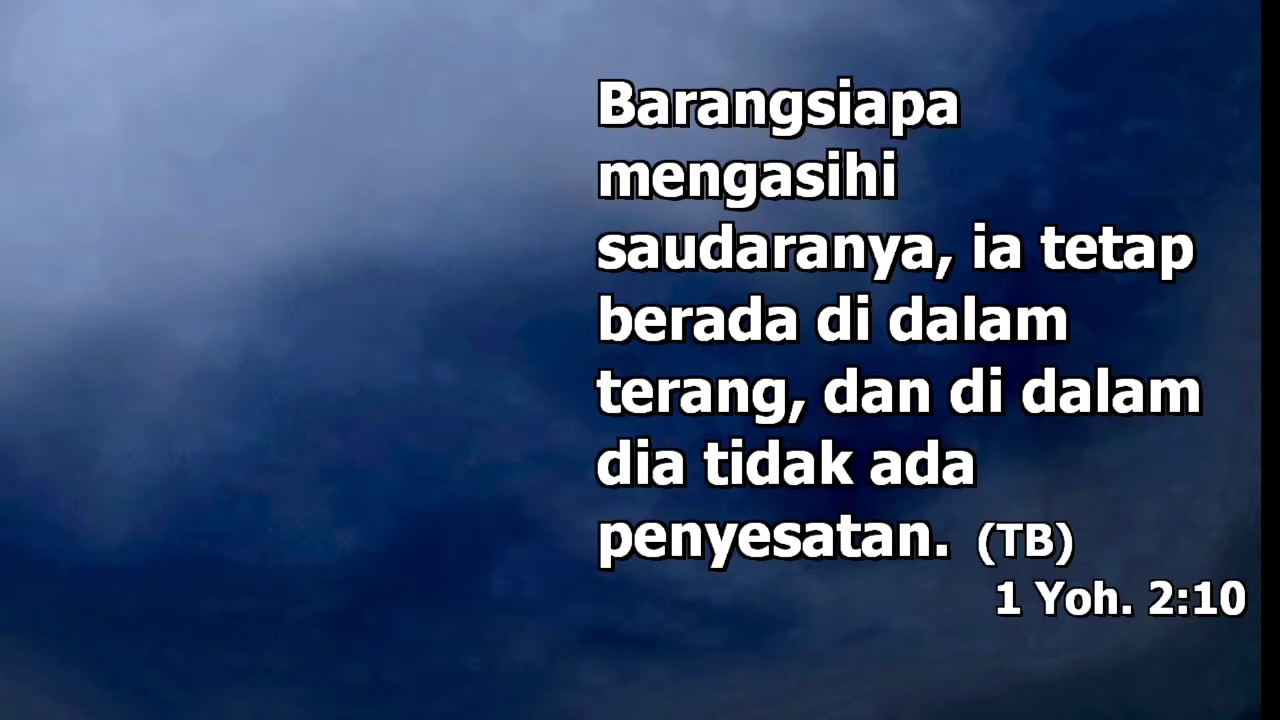 Barangsiapa
mengasihi
saudaranya, ia tetap
berada di dalam
terang, dan di dalam
dia tidak ada
penyesatan. (TB)
1 Yoh. 2:10